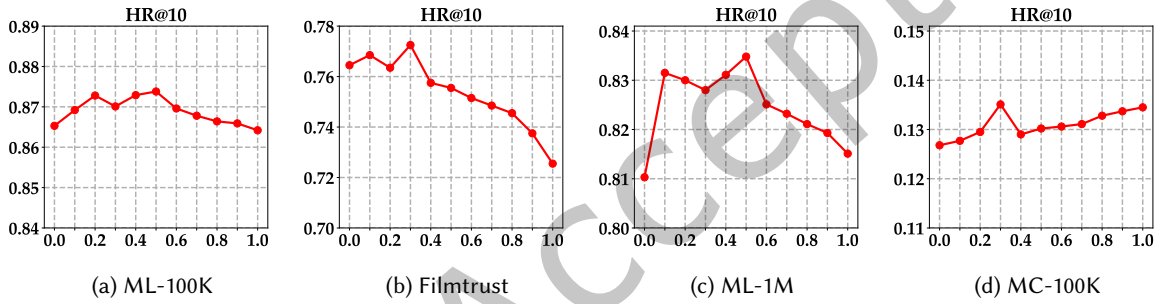 HR@10
0.89
0.88
0.87
0.86
0.85
0.84
0.0 0.2 0.4 0.6 0.8 1.0
(a) ML-100K
HR@10
0.78
0.76
0.74
0.72
0.70
0.0 0.2 0.4 0.6 0.8 1.0
(b) Filmtrust
HR@10
0.84
0.83
0.82
0.81
0.80
0.0 0.2 0.4 0.6 0.8 1.0
(c) ML-1M
HR@10
0.15
0.14
0.13
0.12
0.11
0.0 0.2 0.4 0.6 0.8 1.0
(d) MC-100K
Accept